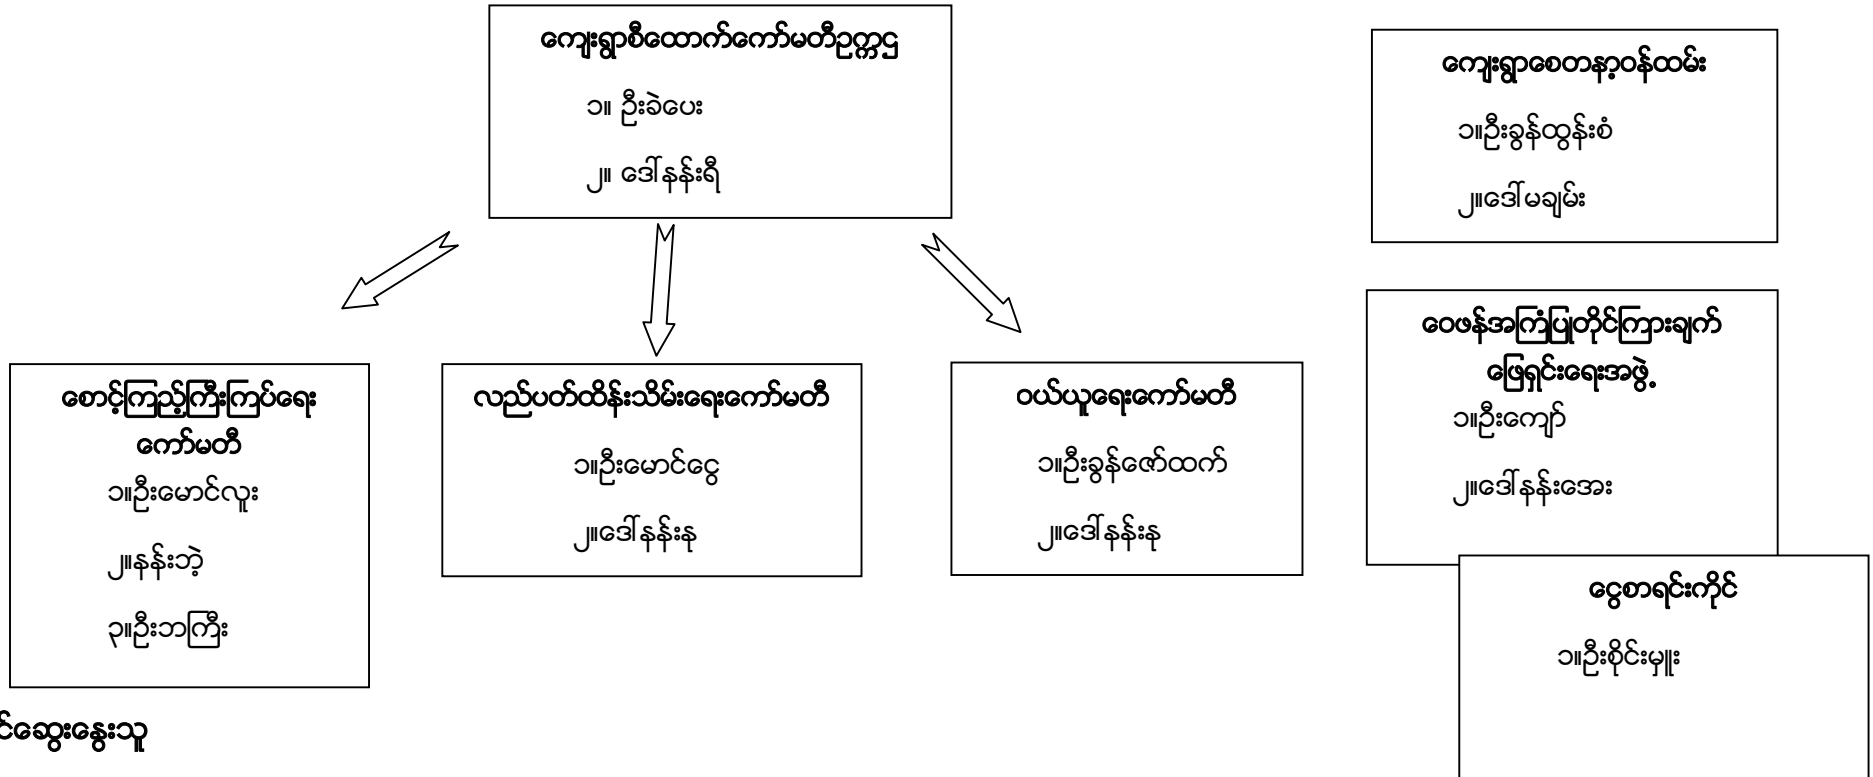 ကျေးရွာစီထောက်ကော်မတီဥက္ကဌ
၁။ ဦးခဲပေး
၂။ ဒေါ်နန်းရီ
ကျေးရွာစေတနာ့ဝန်ထမ်း
၁။ဦးခွန်ထွန်းစံ
၂။ဒေါ်မချမ်း
စောင့်ကြည့်ကြီးကြပ်ရေး
ကော်မတီ
၁။ဦးမောင်လူး
၂။နန်းဘဲ့
၃။ဦးဘကြီး
လည်ပတ်ထိန်းသိမ်းရေးကော်မတီ
၁။ဦးမောင်ငွေ
၂။ဒေါ်နန်းနု
ဝယ်ယူရေးကော်မတီ
၁။ဦးခွန်ဇော်ထက်
၂။ဒေါ်နန်းနု
ဝေဖန်အကြံပြုတိုင်ကြားချက်
ဖြေရှင်းရေးအဖွဲ့
၁။ဦးကျော်
၂။ဒေါ်နန်းအေး
ငွေစာရင်းကိုင်
၁။ဦးစိုင်းမှူး